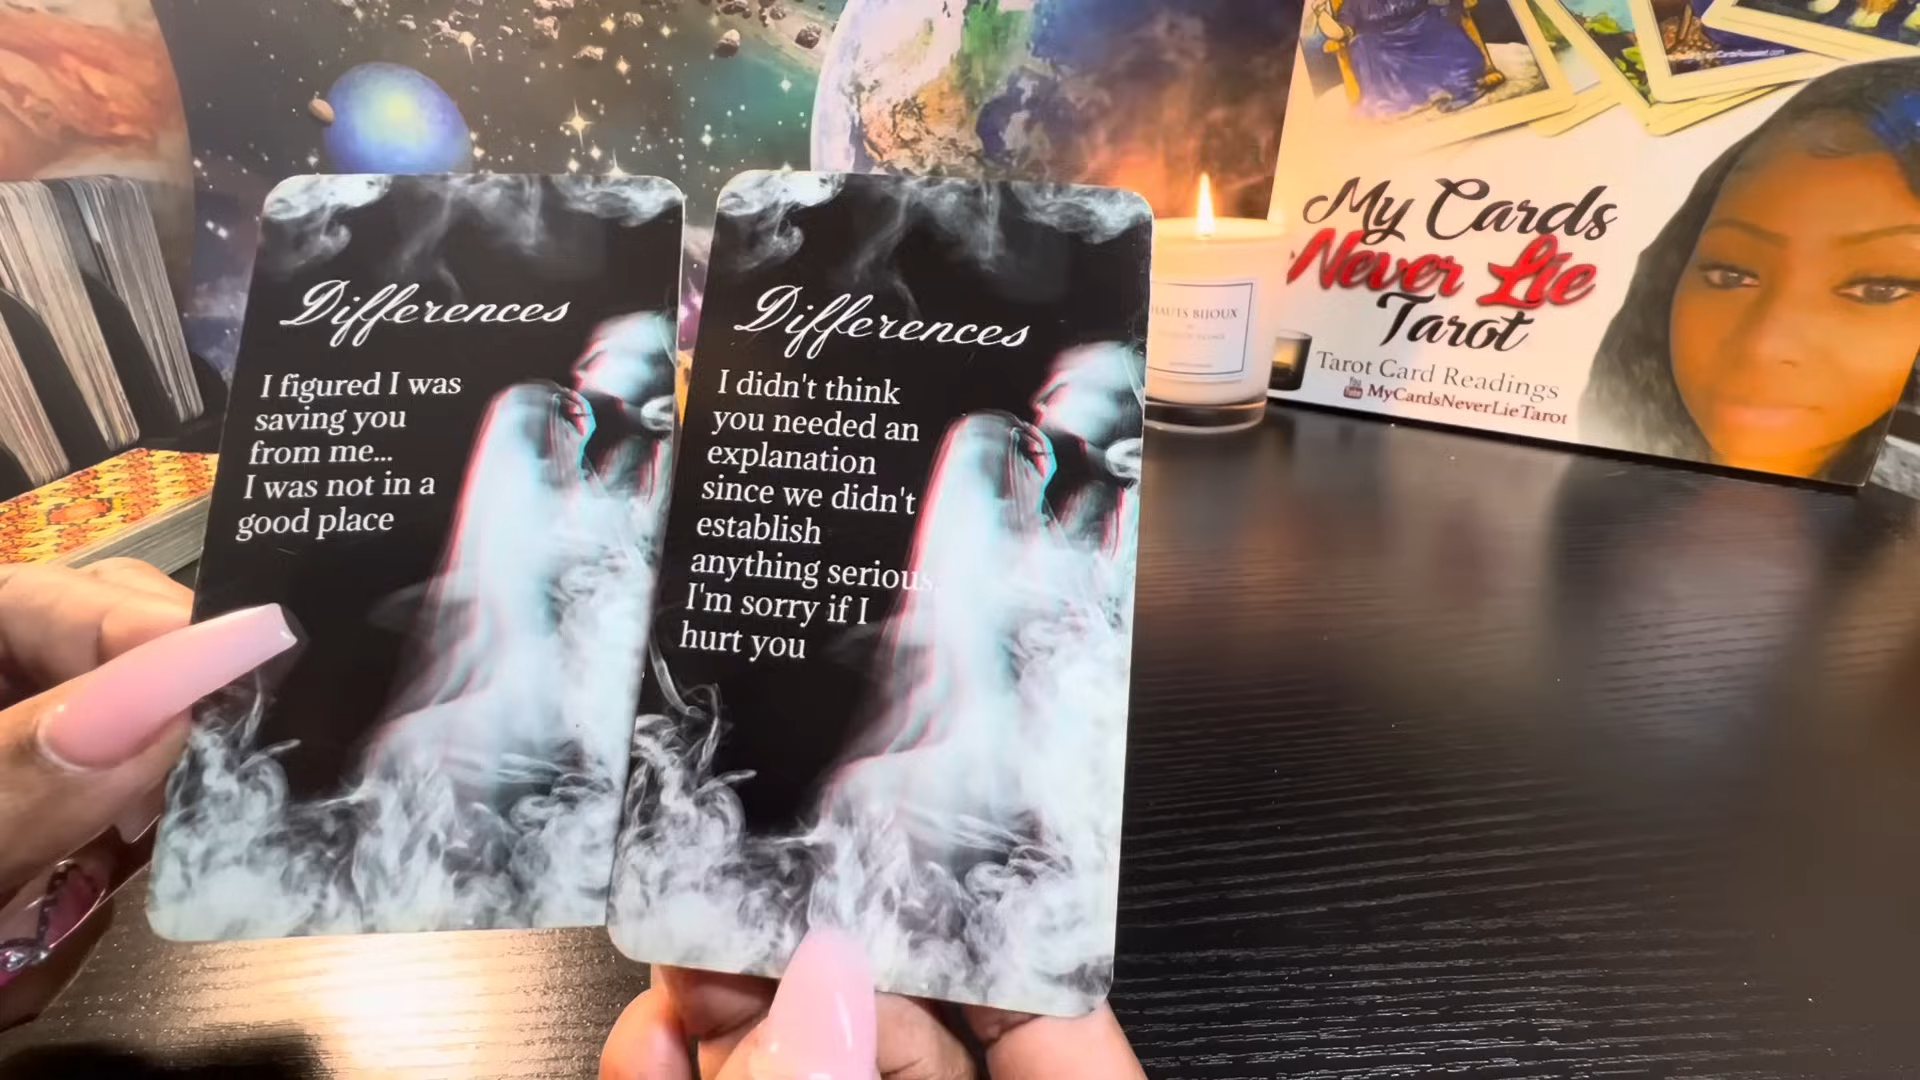 Differences
I figured I was
saving you
from me...
I was not in a
good place
Differences
I didn't think
you needed an
explanation
since we didn't
establish
anything serious.
I'm sorry if I
hurt you
HAUTS BIJOUX
My Cards
Never Lie
Tarot
Tarot Card Readings
You Tube MyCardsNeverLieTarot